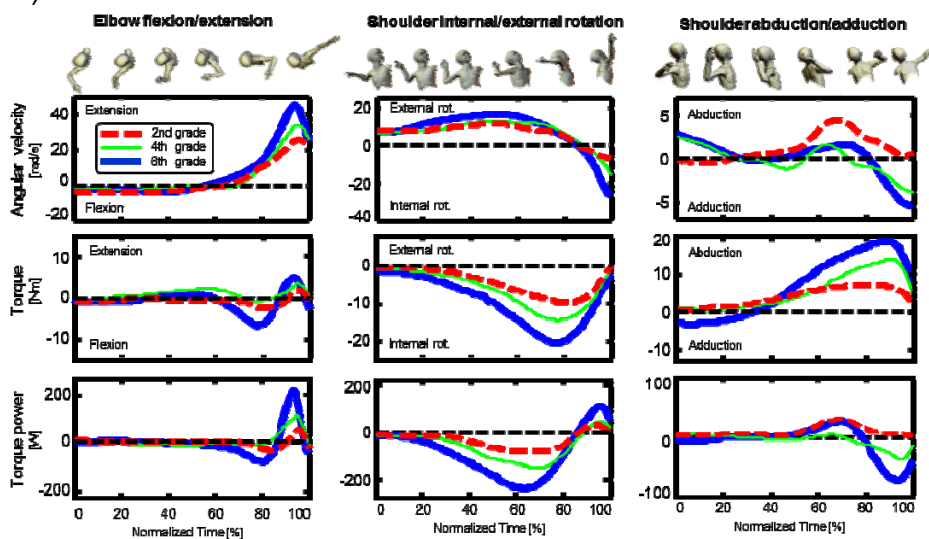 Elbow flexion/extension
Shoulder internal/external rotation
Shoulder abduction/adduction
Angular velocity
[rad/s]
40
20
0
-20
Extension
2nd grade
4th grade
6th grade
Flexion
20
0
-20
-40
External rot.
Internal rot.
5
0
-5
Abduction
Adduction
Torque
[Nm]
10
0
-10
Extension
Flexion
0
-10
-20
External rot.
Internal rot.
20
10
0
-10
Abduction
Adduction
Torque power
[W]
200
0
-200
200
0
-200
100
0
-100
0 20 40 60 80 100
0 20 40 60 80 100
0 20 40 60 80 100
Normalized Time [%]
Normalized Time [%]
Normalized Time [%]